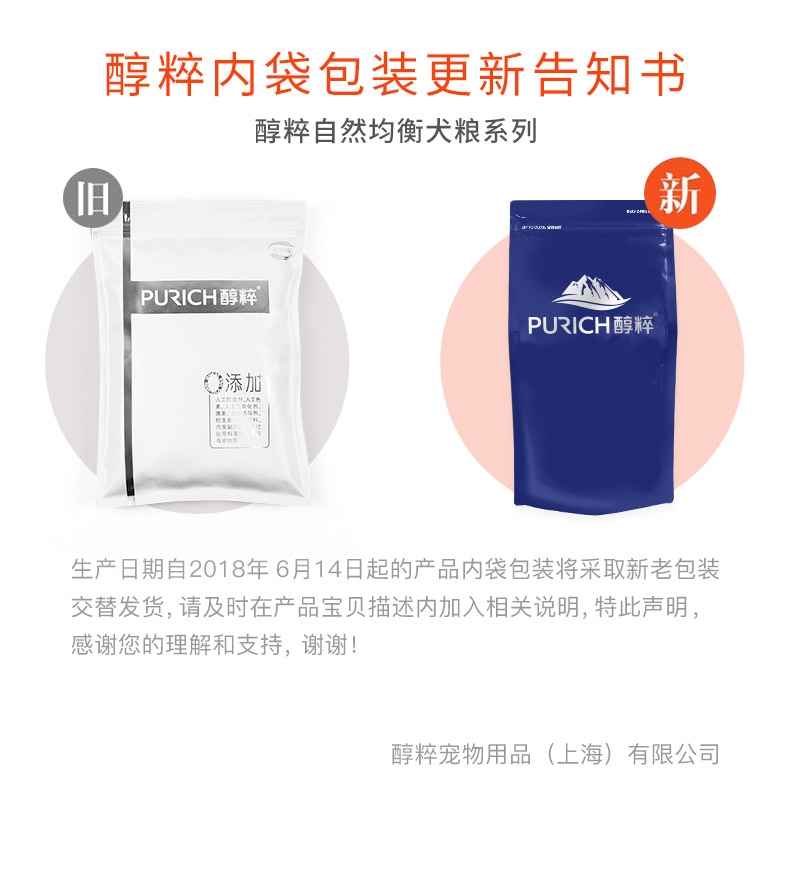 醇粹内袋包装更新告知书
醇粹自然均衡犬粮系列
旧
新
PURICH醇粹
0添加
PURICH醇粹
生产日期自2018年 6月14日起的产品内袋包装将采取新老包装
交替发货, 请及时在产品宝贝描述内加入相关说明, 特此声明,
感谢您的理解和支持, 谢谢!
醇粹宠物用品（上海）有限公司